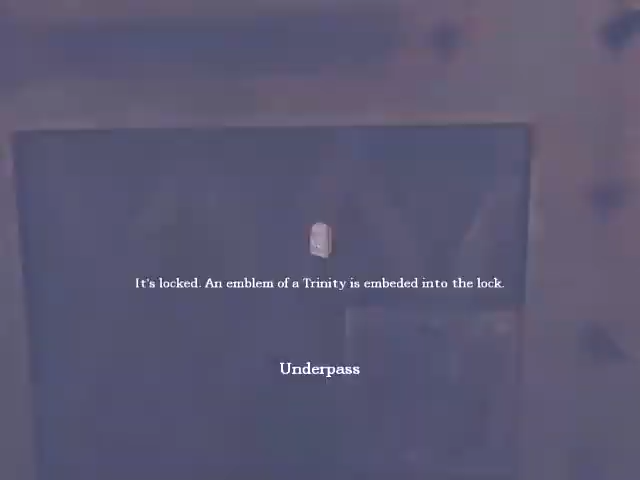 It's locked. An emblem of a Trinity is embeded into the lock.
Underpass